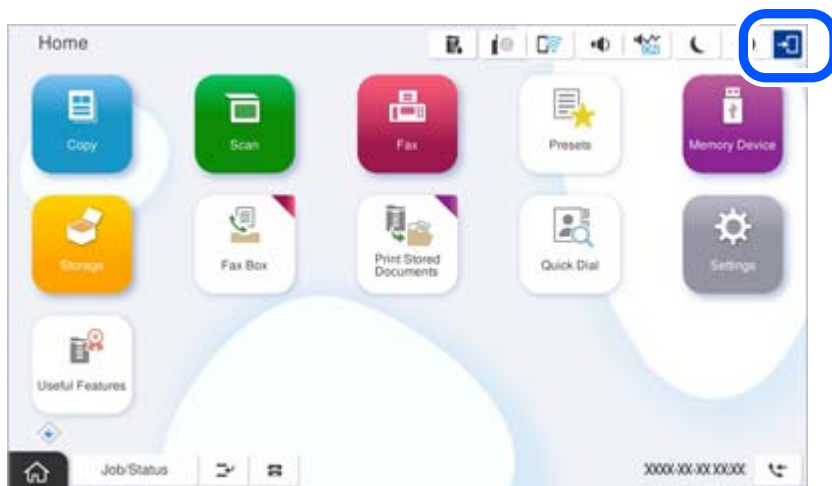 Home
Copy
Scan
Fax
Presets
Memory Device
Storage
Fax Box
Print Stored
Documents
Quick Dial
Settings
Useful Features
Job/Status
XXXX-XX-XX XX:XX